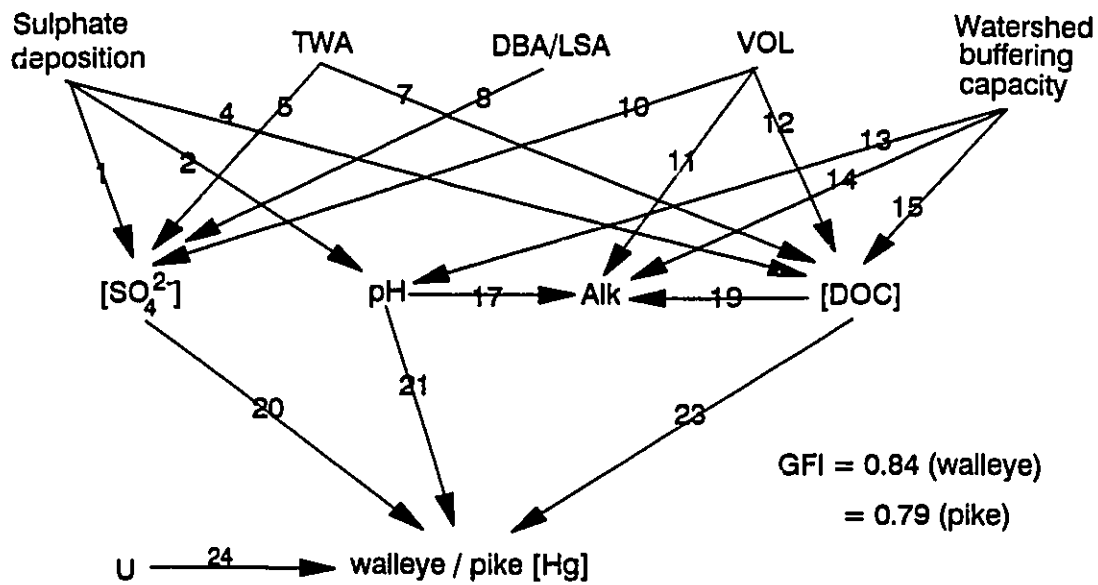 Sulphate
deposition
TWA
DBA/LSA
VOL
Watershed
buffering
capacity
4
5
7
8
10
12
13
1
2
11
14
15
[SO₄²⁻]
pH
17
Alk
19
[DOC]
20
21
23
GFI = 0.84 (walleye)
= 0.79 (pike)
U
24
walleye / pike [Hg]